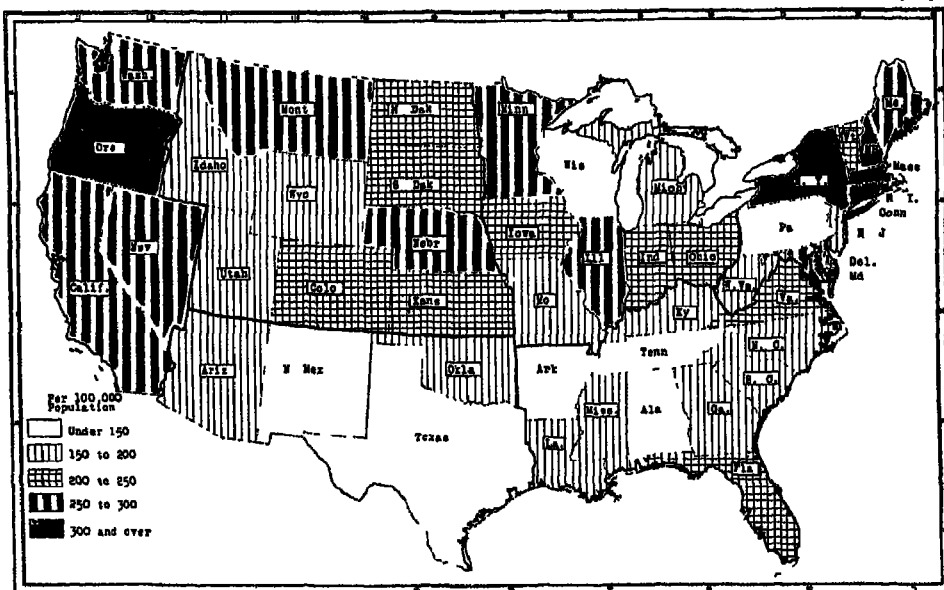 Wash.
Mont
N Dak
Minn
Me.
Vt
Ore
Idaho
Wis
Mass
Wyo
S Dak
Mich
N. Y.
R I.
Conn
Iowa
Pa
N J
Nev
Nebr
Ill
Ind
Ohio
Del.
Md
Calif.
Utah
Colo
Kans
Mo
W.Va.
Va.
Ky
N. C.
Ariz
N Mex
Okla
Ark
Tenn
S. C.
Miss.
Ala
Ga.
Texas
La.
Fla
Per 100,000
Population
Under 150
150 to 200
200 to 250
250 to 300
300 and over